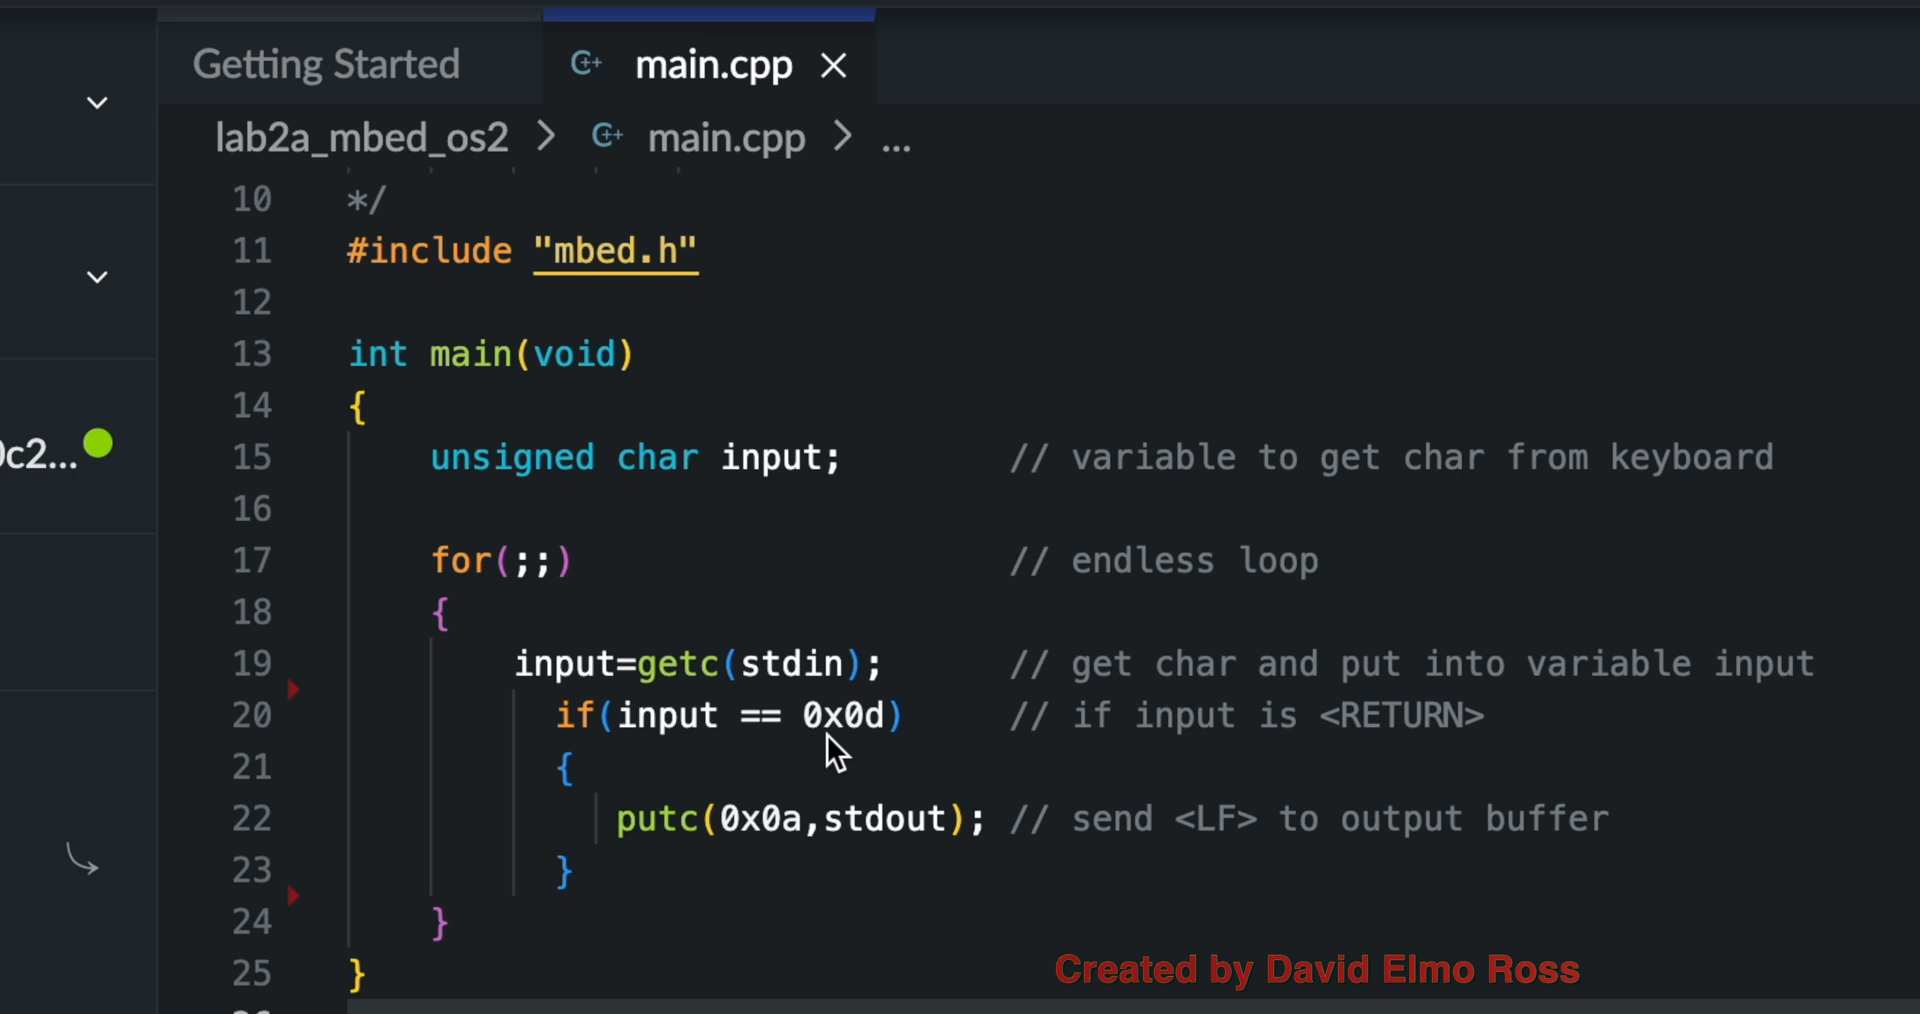 Getting Started main.cpp
lab2a_mbed_os2 > main.cpp > ...
10 */
11 #include "mbed.h"
12
13 int main(void)
14 {
0c2... 15 unsigned char input; // variable to get char from keyboard
16
17 for(;;) // endless loop
18 {
19 input=getc(stdin); // get char and put into variable input
20 if(input == 0x0d) // if input is <RETURN>
21 {
22 putc(0x0a,stdout); // send <LF> to output buffer
23 }
24 }
25 }
Created by David Elmo Ross